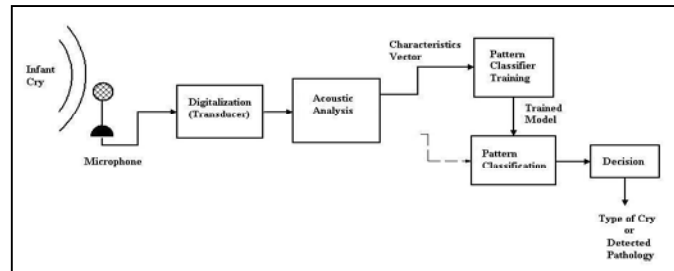 Infant
Cry
Microphone
Digitalization
(Transducer)
Acoustic
Analysis
Characteristics
Vector
Pattern
Classifier
Training
Trained
Model
Pattern
Classification
Decision
Type of Cry
or
Detected
Pathology